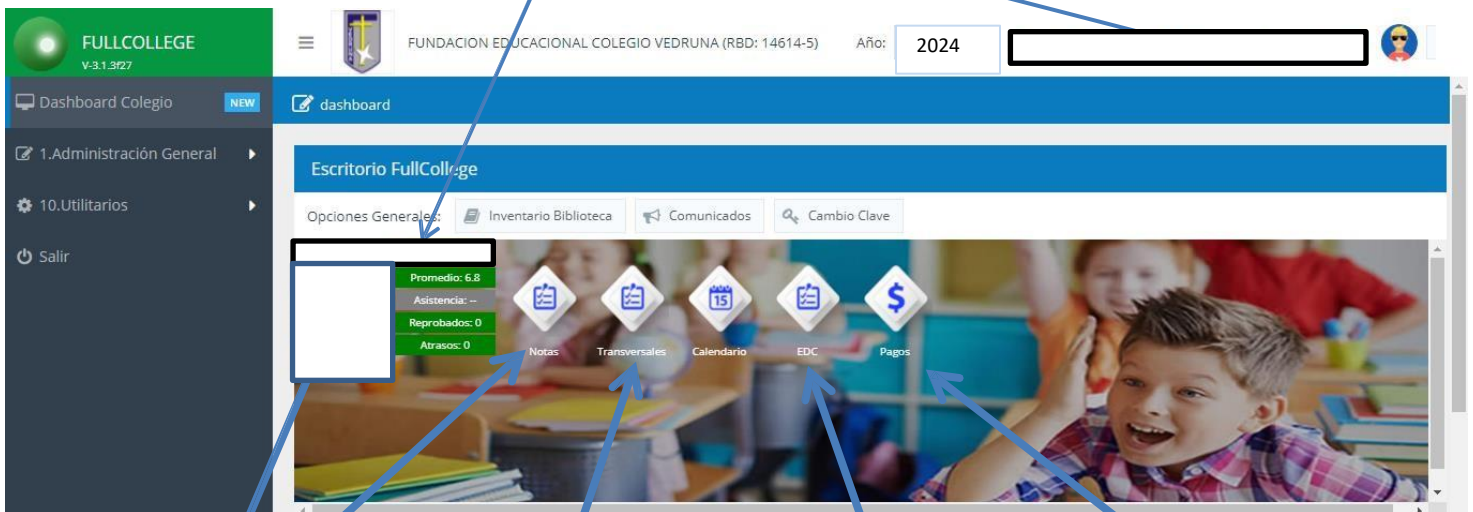 FULLCOLLEGE
V-3.1.3f27
FUNDACION EDUCACIONAL COLEGIO VEDRUNA (RBD: 14614-5) Año: 2024
Dashboard Colegio NEW
dashboard
1.Administración General
10.Utilitarios
Salir
Escritorio FullCollege
Opciones Generales: Inventario Biblioteca Comunicados Cambio Clave
Promedio: 6.8
Asistencia: --
Reprobados: 0
Atrasos: 0
15
$
Notas Transversales Calendario EDC Pagos